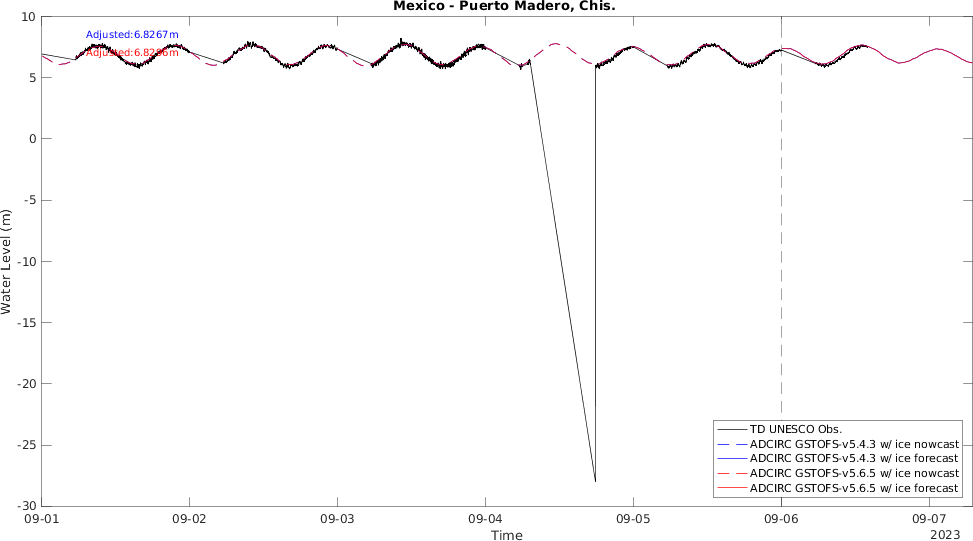 Mexico - Puerto Madero, Chis.
10
5
0
-5
-10
-15
-20
-25
-30
Water Level (m)
Adjusted:6.8267m
Adjusted:6.8286m
TD UNESCO Obs.
ADCIRC GSTOFS-v5.4.3 w/ ice nowcast
ADCIRC GSTOFS-v5.4.3 w/ ice forecast
ADCIRC GSTOFS-v5.6.5 w/ ice nowcast
ADCIRC GSTOFS-v5.6.5 w/ ice forecast
09-01 09-02 09-03 09-04 09-05 09-06 09-07
Time
2023